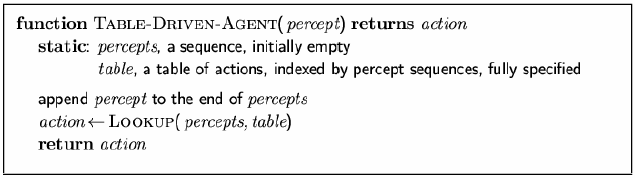 function TABLE-DRIVEN-AGENT( percept) returns action
static: percepts, a sequence, initially empty
table, a table of actions, indexed by percept sequences, fully specified
append percept to the end of percepts
action ← LOOKUP( percepts, table)
return action